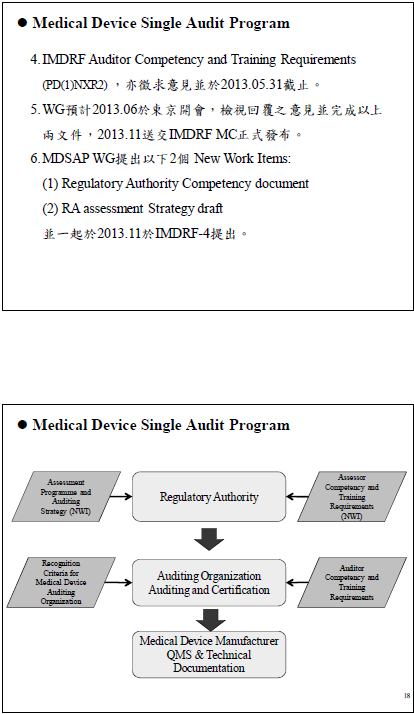 ● Medical Device Single Audit Program
4. IMDRF Auditor Competency and Training Requirements
(PD(1)NXR2) ，亦徵求意見並於2013.05.31截止。
5. WG預計2013.06於東京開會，檢視回覆之意見並完成以上
兩文件，2013.11送交IMDRF MC正式發布。
6. MDSAP WG提出以下2個 New Work Items:
(1) Regulatory Authority Competency document
(2) RA assessment Strategy draft
並一起於2013.11於IMDRF-4提出。
● Medical Device Single Audit Program
Assessment
Programme and
Auditing
Strategy (NWI)
Regulatory Authority
Assessor
Competency and
Training
Requirements
(NWI)
Recognition
Criteria for
Medical Device
Auditing
Organization
Auditing Organization
Auditing and Certification
Auditor
Competency and
Training
Requirements
Medical Device Manufacturer
QMS & Technical
Documentation
18